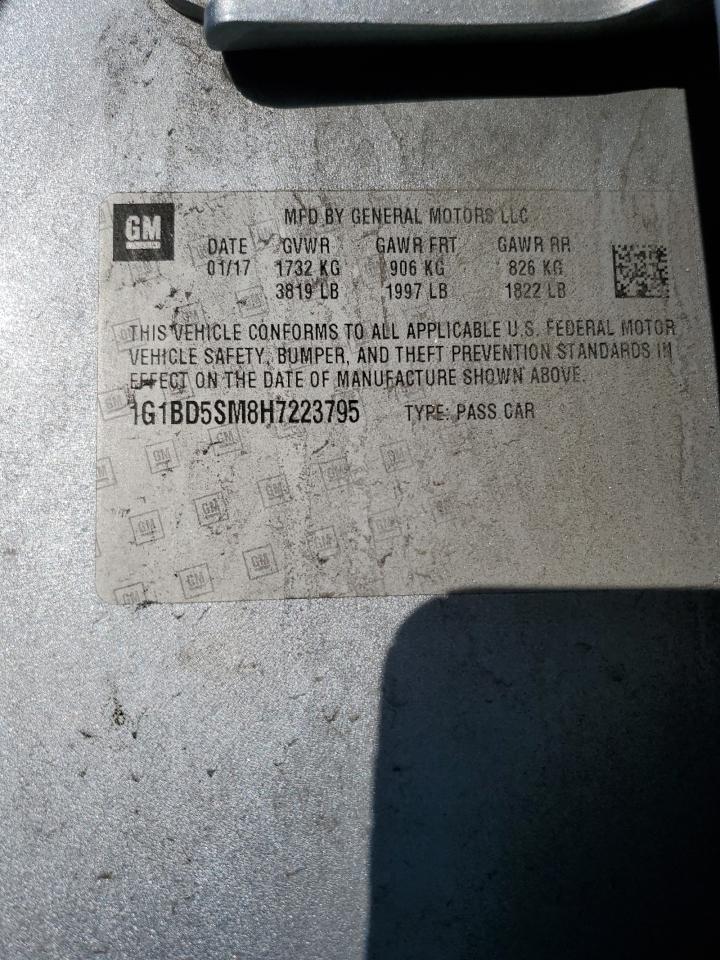 GM
MFD BY GENERAL MOTORS LLC
DATE GVWR GAWR FRT GAWR RR
01/17 1732 KG 906 KG 826 KG
3819 LB 1997 LB 1822 LB
THIS VEHICLE CONFORMS TO ALL APPLICABLE U.S. FEDERAL MOTOR
VEHICLE SAFETY, BUMPER, AND THEFT PREVENTION STANDARDS IN
EFFECT ON THE DATE OF MANUFACTURE SHOWN ABOVE.
1G1BD5SM8H7223795 TYPE: PASS CAR